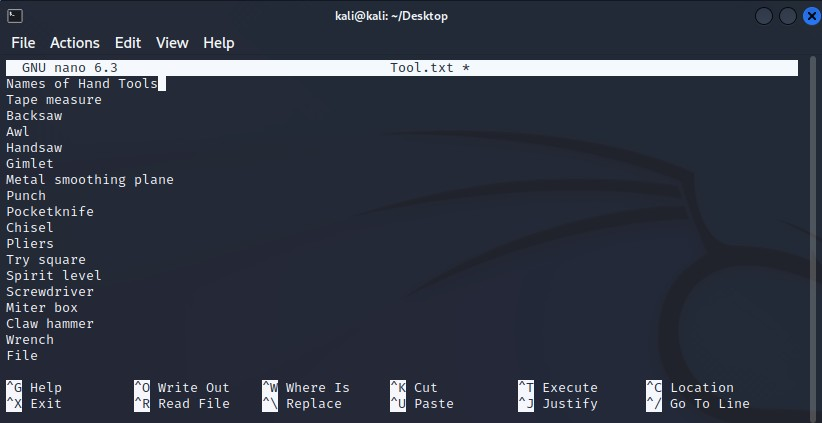 kali@kali: ~/Desktop
File Actions Edit View Help
GNU nano 6.3 Tool.txt *
Names of Hand Tools
Tape measure
Backsaw
Awl
Handsaw
Gimlet
Metal smoothing plane
Punch
Pocketknife
Chisel
Pliers
Try square
Spirit level
Screwdriver
Miter box
Claw hammer
Wrench
File
^G Help ^O Write Out ^W Where Is ^K Cut ^T Execute ^C Location
^X Exit ^R Read File ^\ Replace ^U Paste ^J Justify ^/ Go To Line